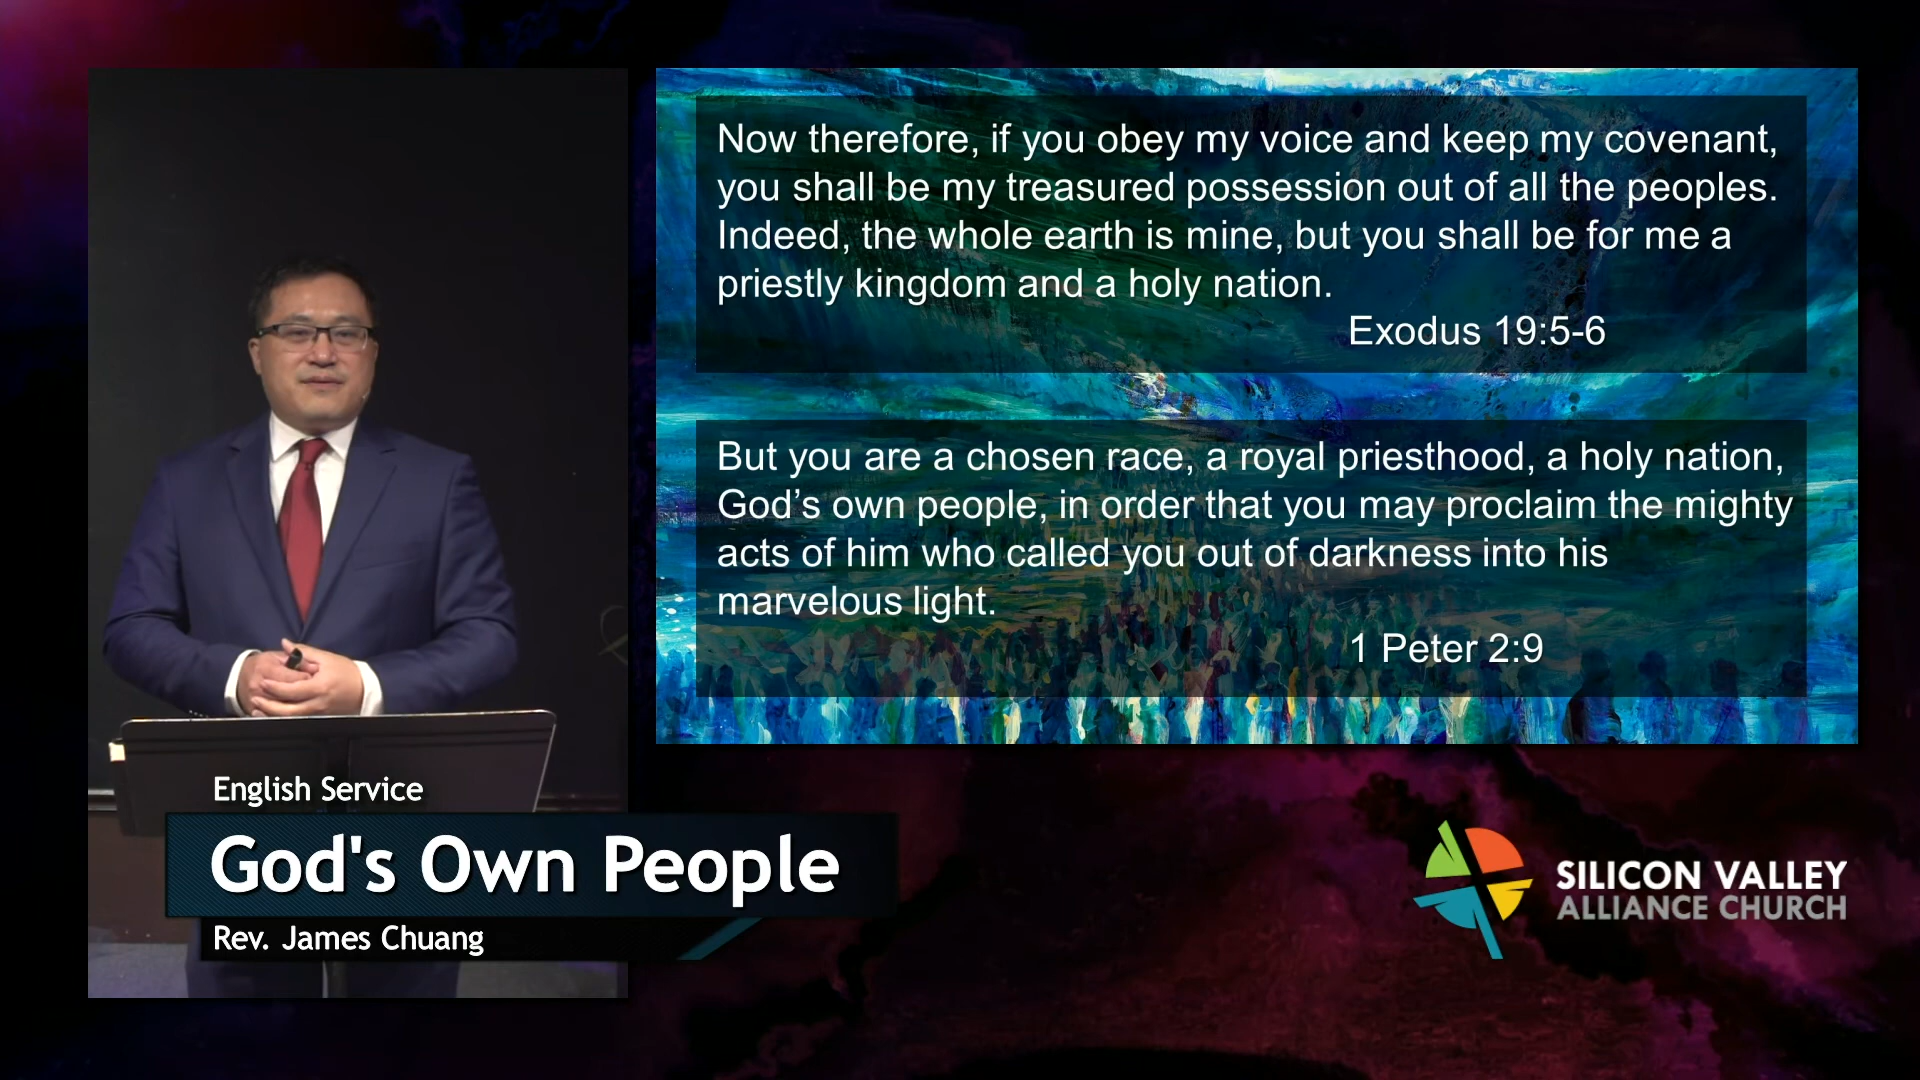 Now therefore, if you obey my voice and keep my covenant,
you shall be my treasured possession out of all the peoples.
Indeed, the whole earth is mine, but you shall be for me a
priestly kingdom and a holy nation.
Exodus 19:5-6
But you are a chosen race, a royal priesthood, a holy nation,
God’s own people, in order that you may proclaim the mighty
acts of him who called you out of darkness into his
marvelous light.
1 Peter 2:9
English Service
God's Own People
Rev. James Chuang
SILICON VALLEY
ALLIANCE CHURCH